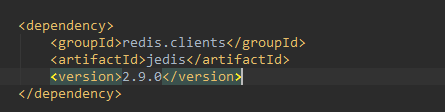 <dependency>
<groupId>redis.clients</groupId>
<artifactId>jedis</artifactId>
<version>2.9.0</version>
</dependency>